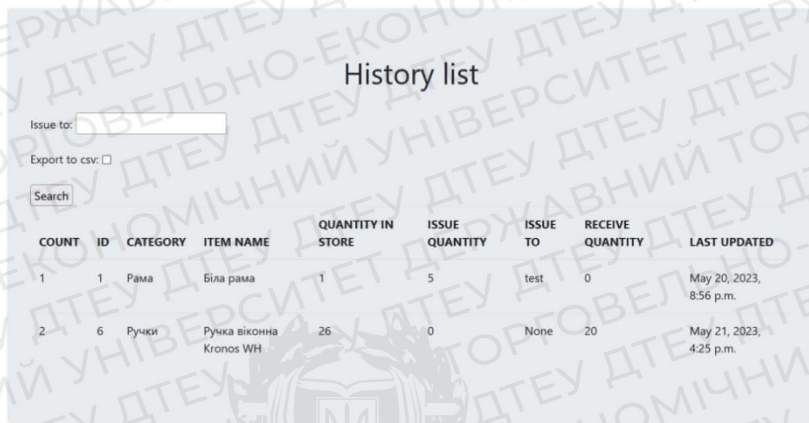 History list
Issue to:
Export to csv:
Search
COUNT ID CATEGORY ITEM NAME QUANTITY IN STORE ISSUE QUANTITY ISSUE TO RECEIVE QUANTITY LAST UPDATED
1 1 Рама Біла рама 1 5 test 0 May 20, 2023, 8:56 p.m.
2 6 Ручки Ручка віконна Kronos WH 26 0 None 20 May 21, 2023, 4:25 p.m.